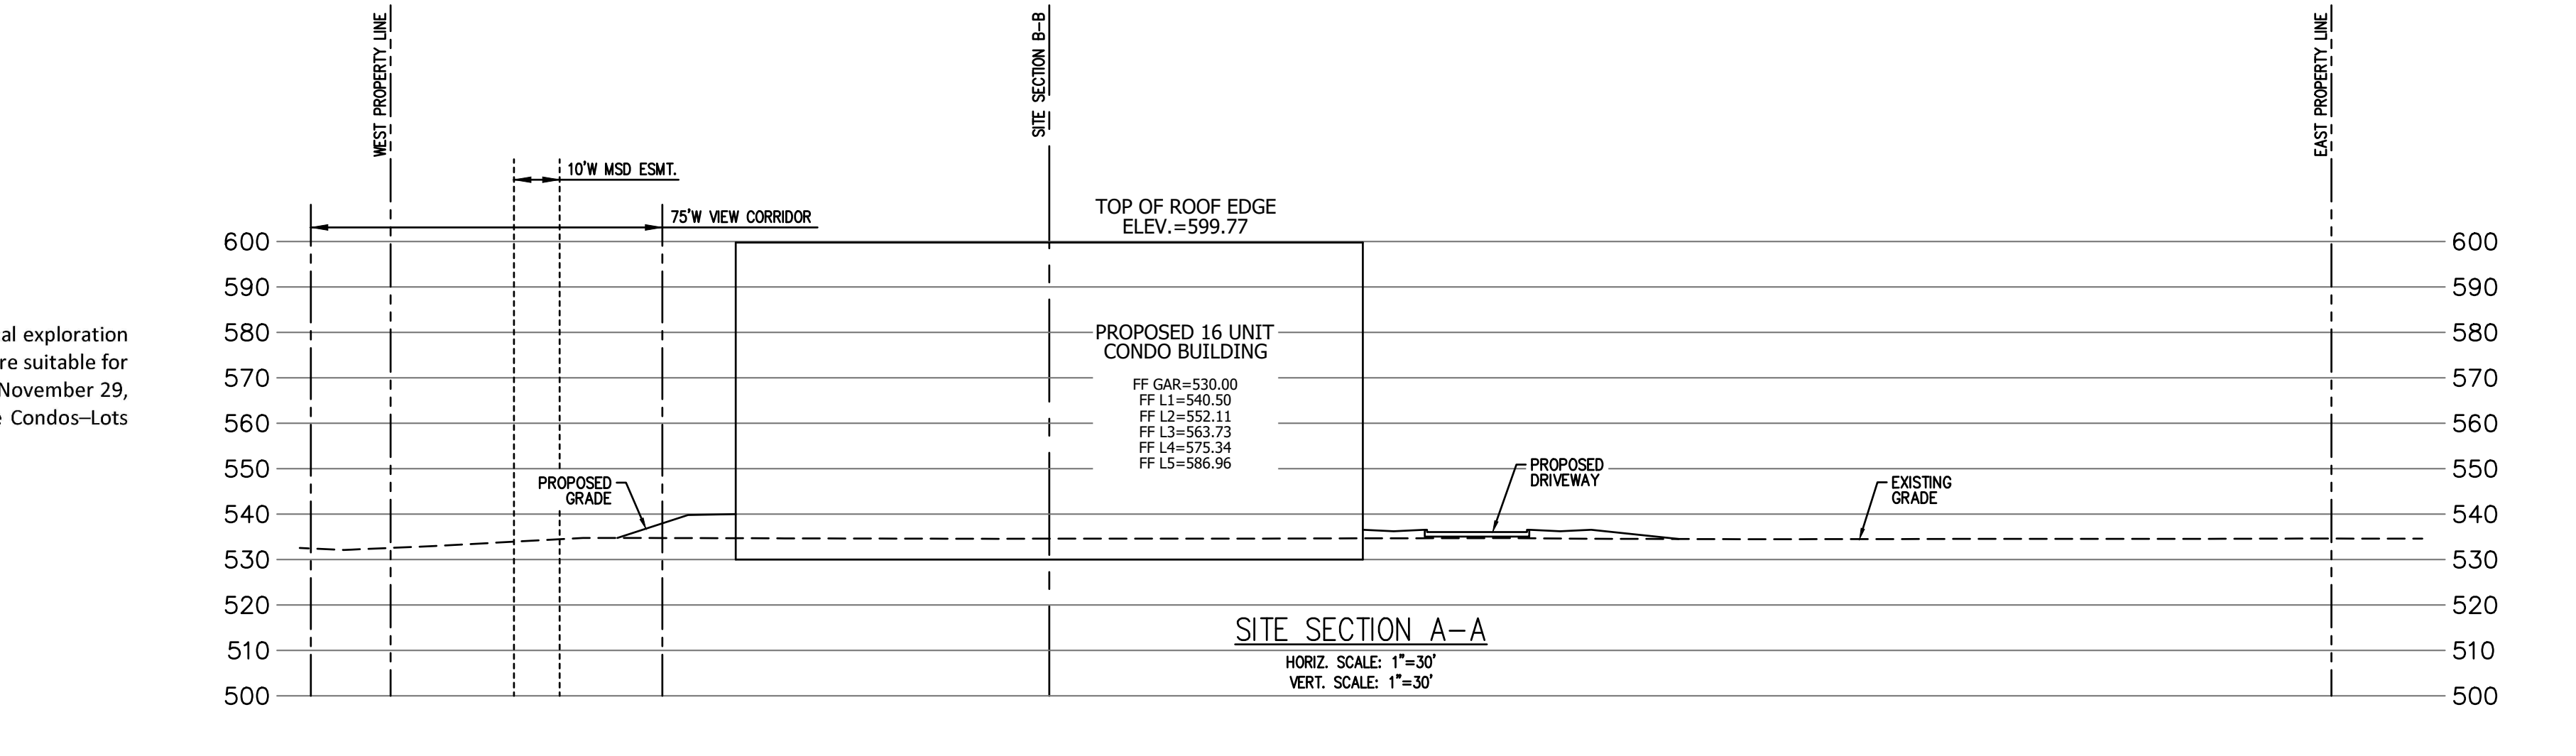 WEST PROPERTY LINE
SITE SECTION B-B
EAST PROPERTY LINE
10'W MSD ESMT.
75'W VIEW CORRIDOR
TOP OF ROOF EDGE
ELEV.=599.77
600 600
590 590
580 580
570 570
560 560
550 550
540 540
530 530
520 520
510 510
500 500
al exploration
re suitable for
November 29,
Condos–Lots
PROPOSED 16 UNIT
CONDO BUILDING
FF GAR=530.00
FF L1=540.50
FF L2=552.11
FF L3=563.73
FF L4=575.34
FF L5=586.96
PROPOSED
GRADE
PROPOSED
DRIVEWAY
EXISTING
GRADE
SITE SECTION A-A
HORIZ. SCALE: 1"=30'
VERT. SCALE: 1"=30'